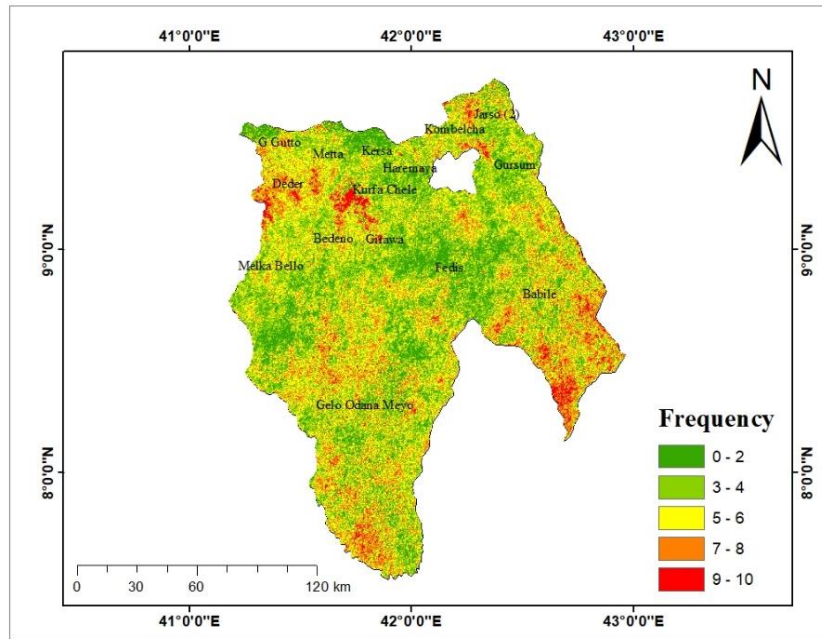 41°0'0"E 42°0'0"E 43°0'0"E
N
Jarso (2)
Kombelcha
G Gutto
Metta
Kersa
Haremaya
Gursum
Deder
Kurfa Chele
Bedeno
Girawa
9°0'0"N
9°0'0"N
Melka Bello
Fedis
Babile
Gelo Odana Meyo
Frequency
0 - 2
3 - 4
5 - 6
7 - 8
9 - 10
8°0'0"N
8°0'0"N
0 30 60 120 km
41°0'0"E 42°0'0"E 43°0'0"E